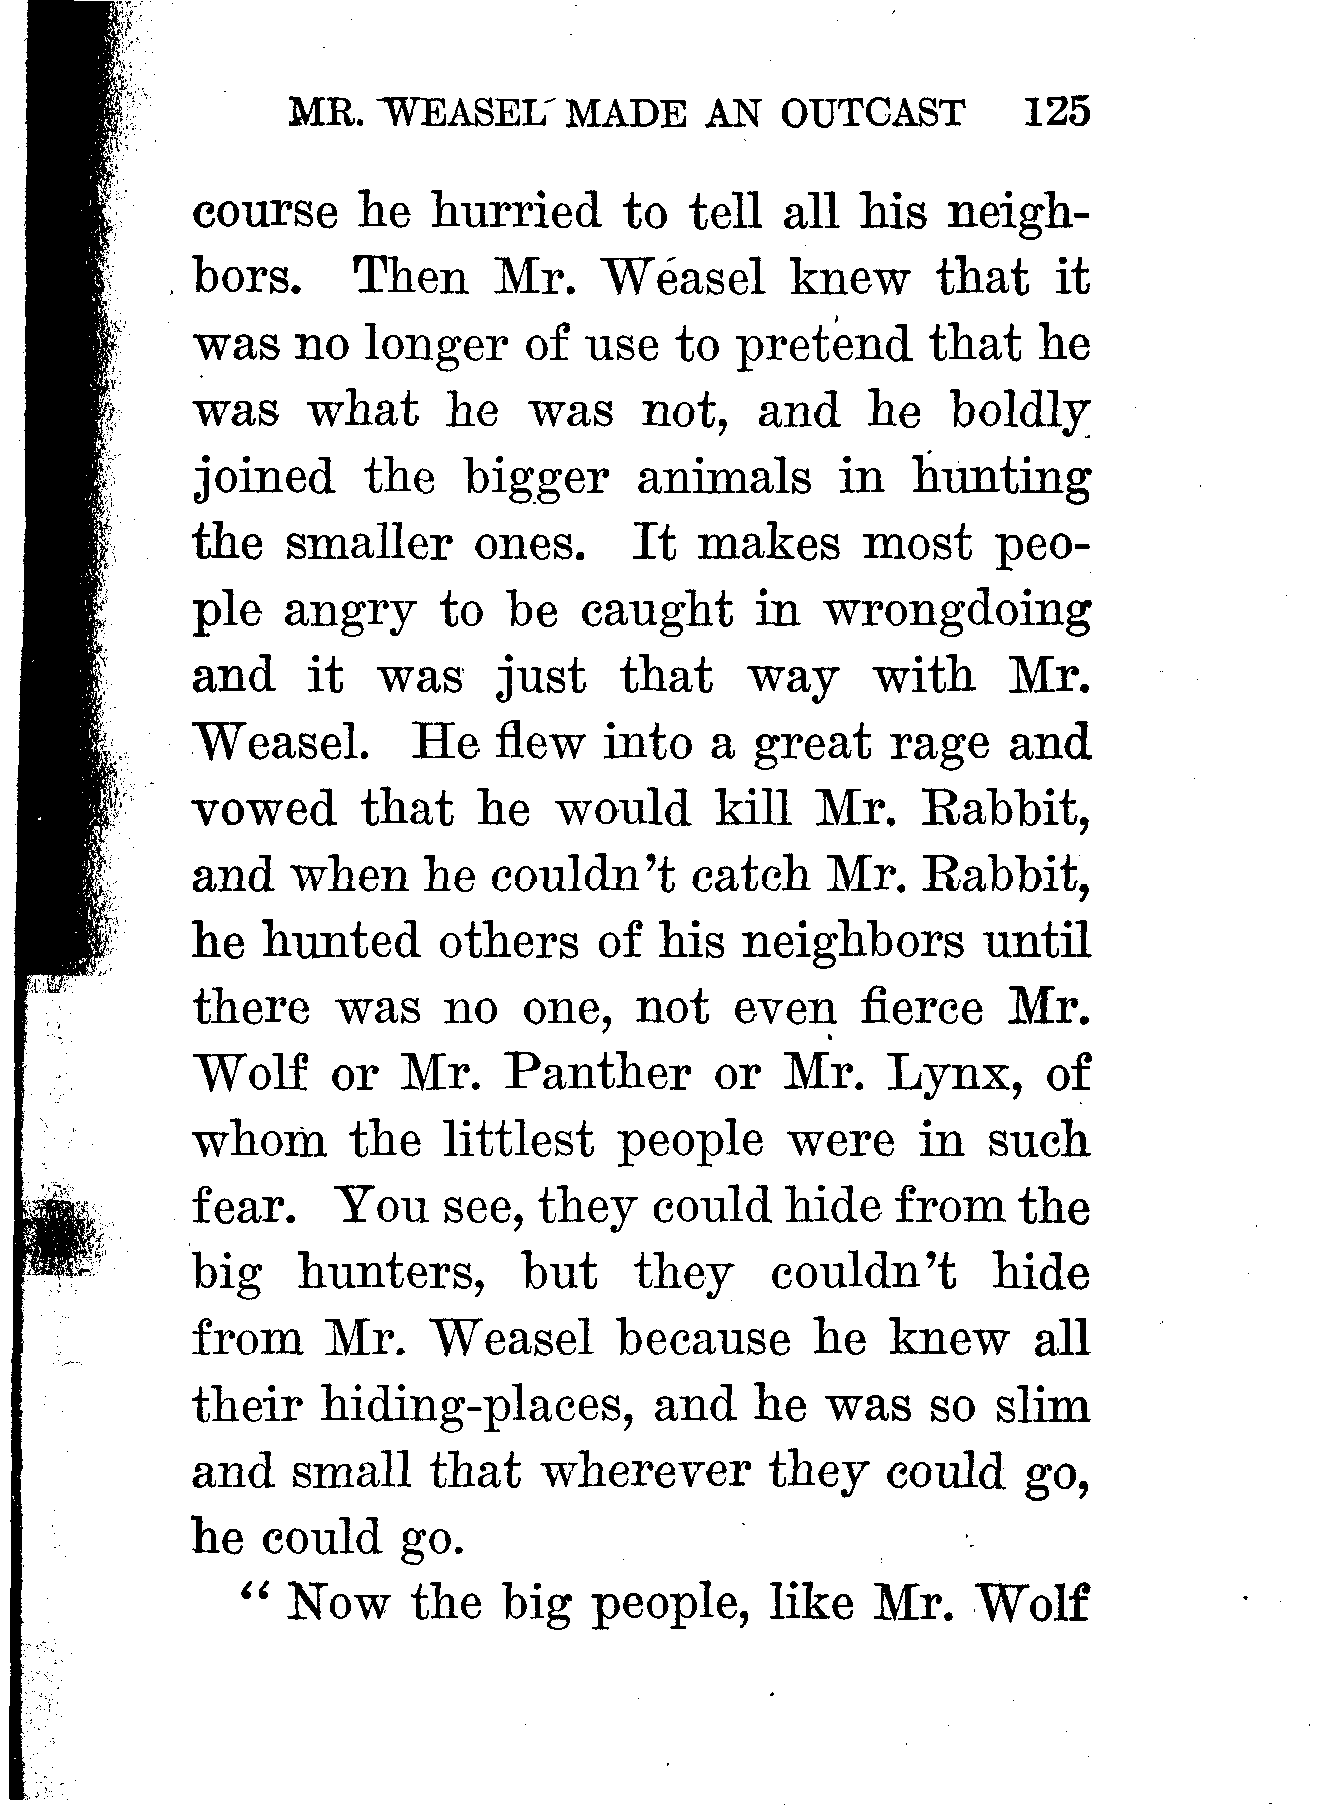 MR. WEASEL MADE AN OUTCAST 125
course he hurried to tell all his neigh-
bors. Then Mr. Weasel knew that it
was no longer of use to pretend that he
was what he was not, and he boldly
joined the bigger animals in hunting
the smaller ones. It makes most peo-
ple angry to be caught in wrongdoing
and it was just that way with Mr.
Weasel. He flew into a great rage and
vowed that he would kill Mr. Rabbit,
and when he couldn't catch Mr. Rabbit,
he hunted others of his neighbors until
there was no one, not even fierce Mr.
Wolf or Mr. Panther or Mr. Lynx, of
whom the littlest people were in such
fear. You see, they could hide from the
big hunters, but they couldn't hide
from Mr. Weasel because he knew all
their hiding-places, and he was so slim
and small that wherever they could go,
he could go.
“Now the big people, like Mr. Wolf